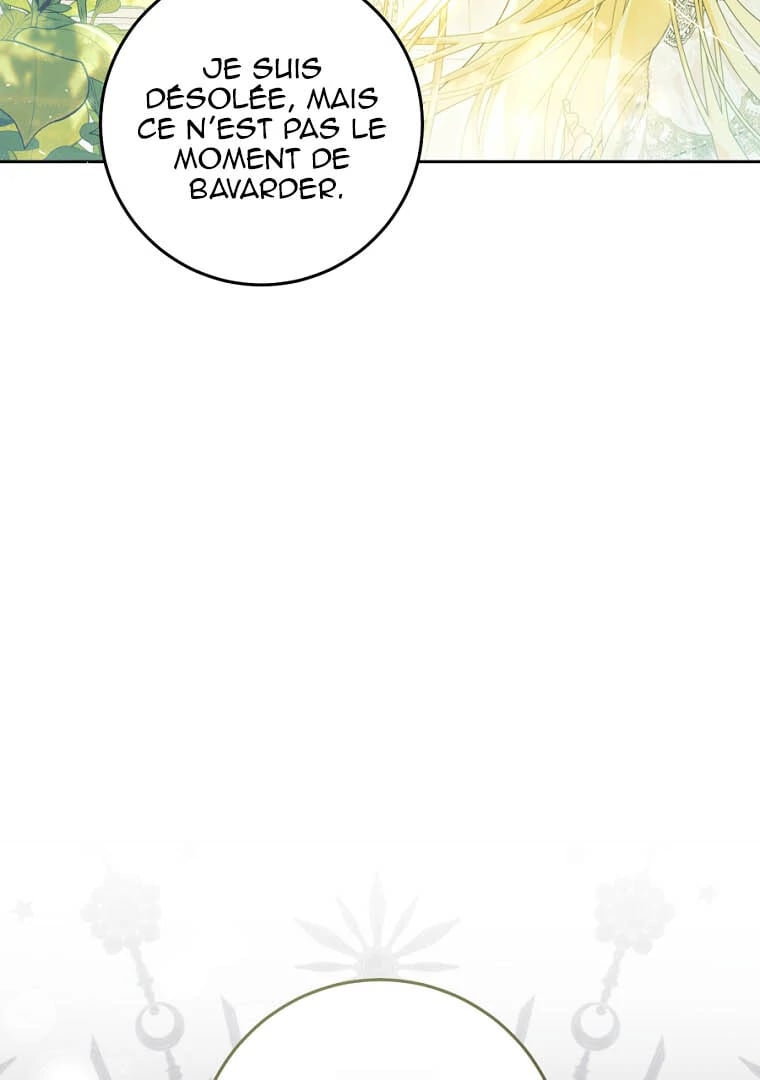 JE SUIS
DÉSOLÉE, MAIS
CE N'EST PAS LE
MOMENT DE
BAVARDER.